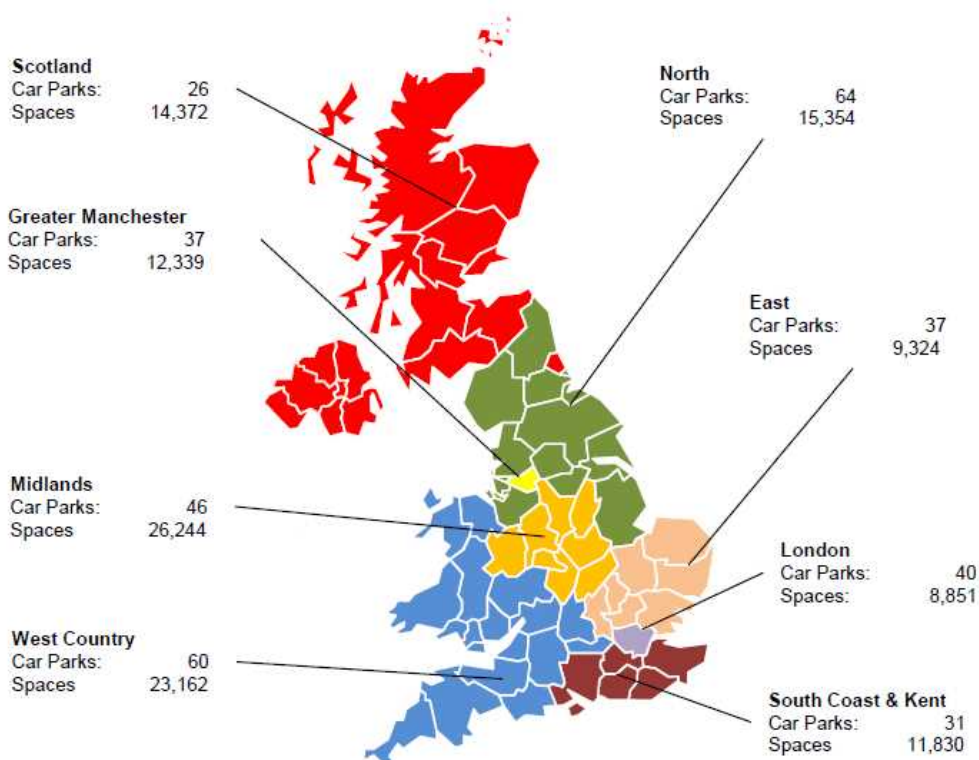 Scotland
Car Parks: 26
Spaces 14,372
North
Car Parks: 64
Spaces 15,354
Greater Manchester
Car Parks: 37
Spaces 12,339
East
Car Parks: 37
Spaces 9,324
Midlands
Car Parks: 46
Spaces 26,244
London
Car Parks: 40
Spaces: 8,851
West Country
Car Parks: 60
Spaces 23,162
South Coast & Kent
Car Parks: 31
Spaces 11,830